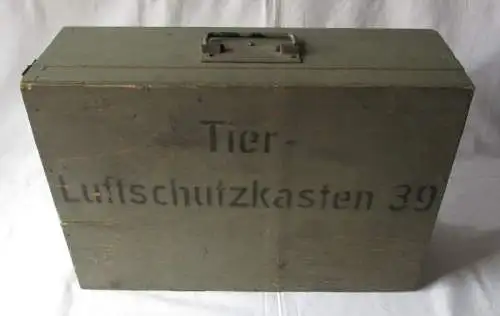 Tier-
Luftschutzkasten 39